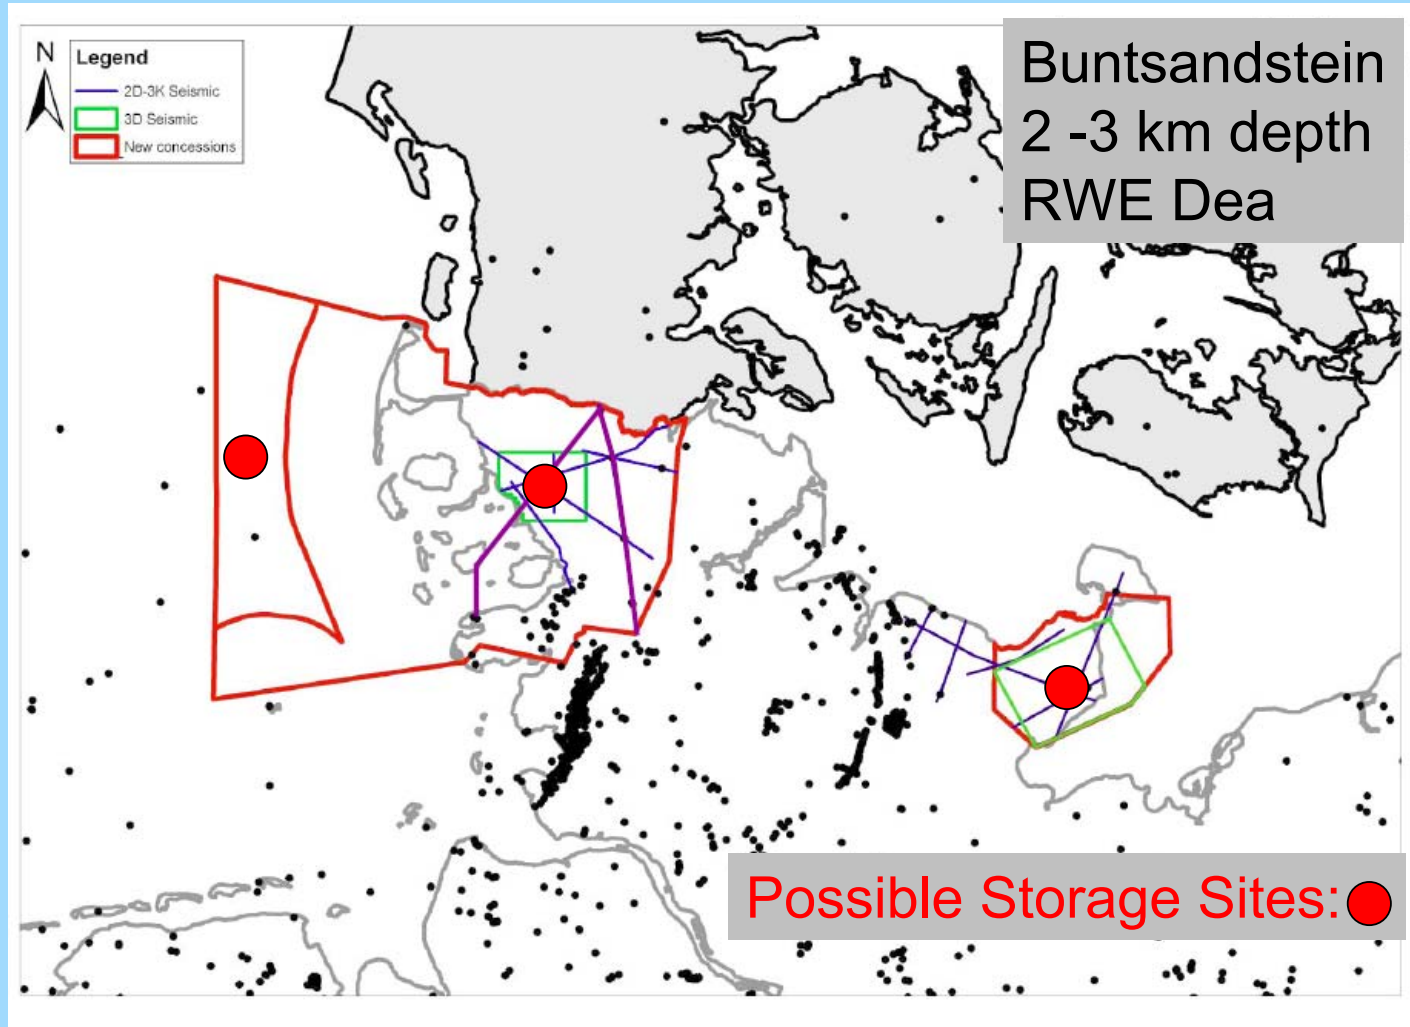 N
Legend
2D-3K Seismic
3D Seismic
New concessions
Buntsandstein
2 -3 km depth
RWE Dea
Possible Storage Sites: